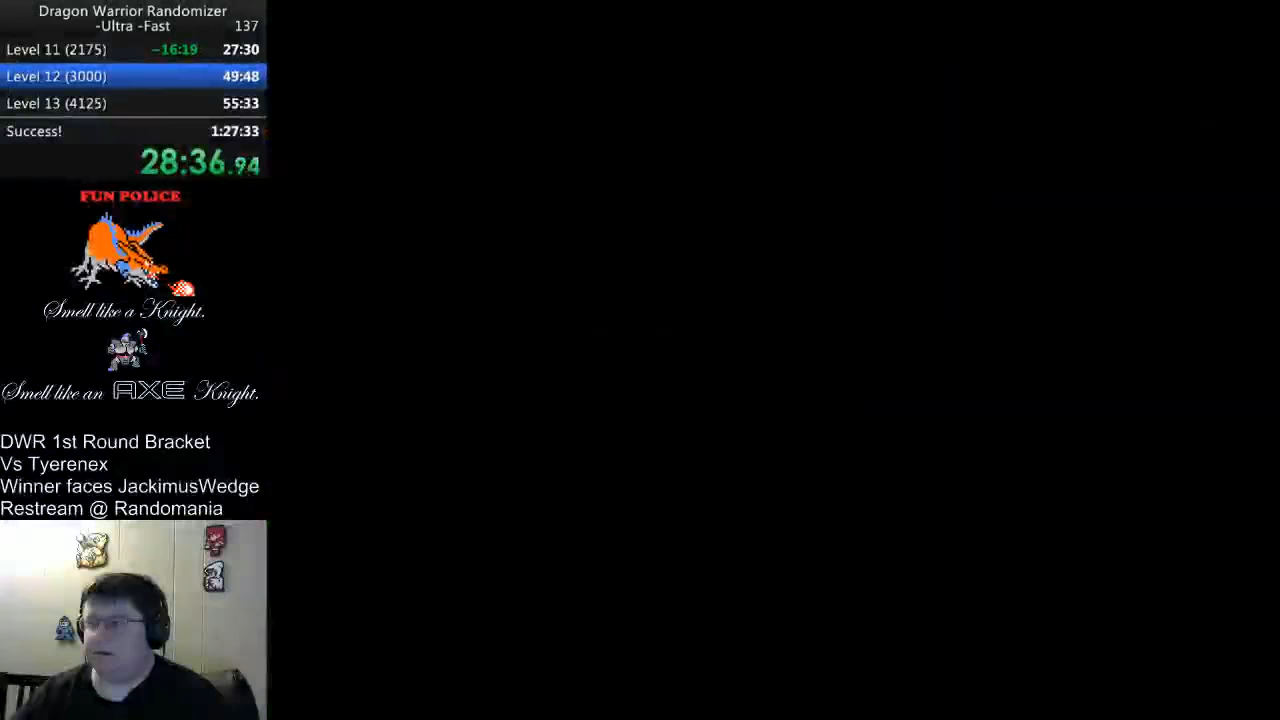 Dragon Warrior Randomizer
-Ultra -Fast 137
Level 11 (2175) −16:19 27:30
Level 12 (3000) 49:48
Level 13 (4125) 55:33
Success! 1:27:33
28:36.94
FUN POLICE
Smell like a Knight.
Smell like an AXE Knight.
DWR 1st Round Bracket
Vs Tyerenex
Winner faces JackimusWedge
Restream @ Randomania